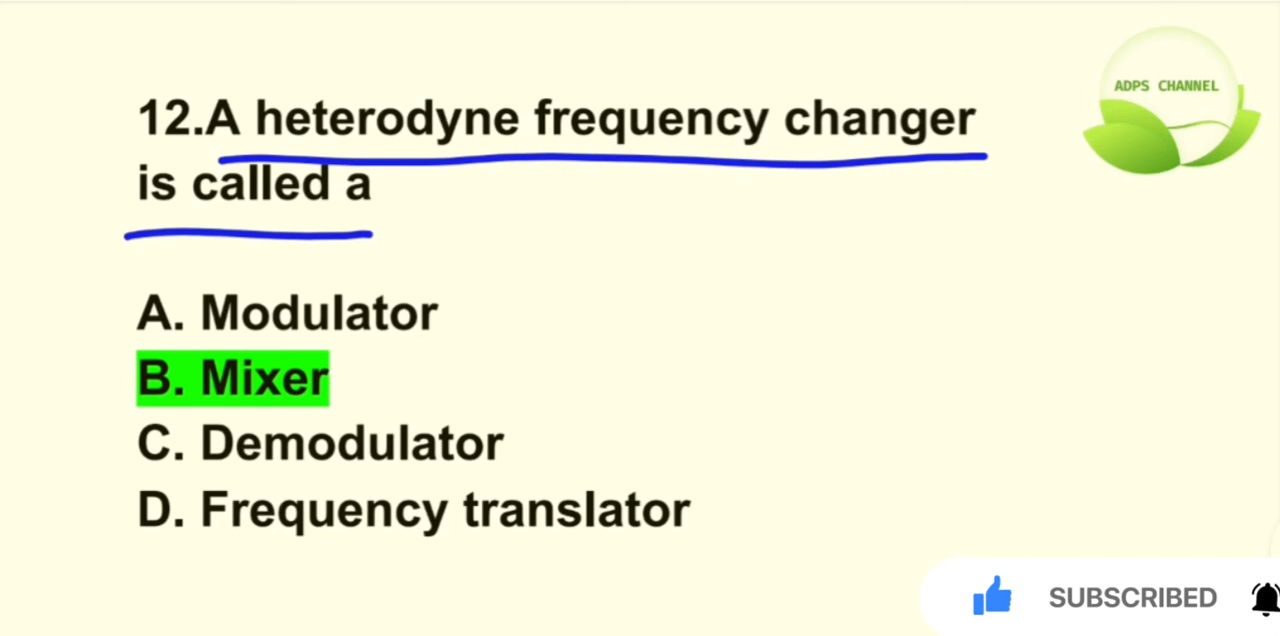 ADPS CHANNEL
12.A heterodyne frequency changer
is called a
A. Modulator
B. Mixer
C. Demodulator
D. Frequency translator
SUBSCRIBED